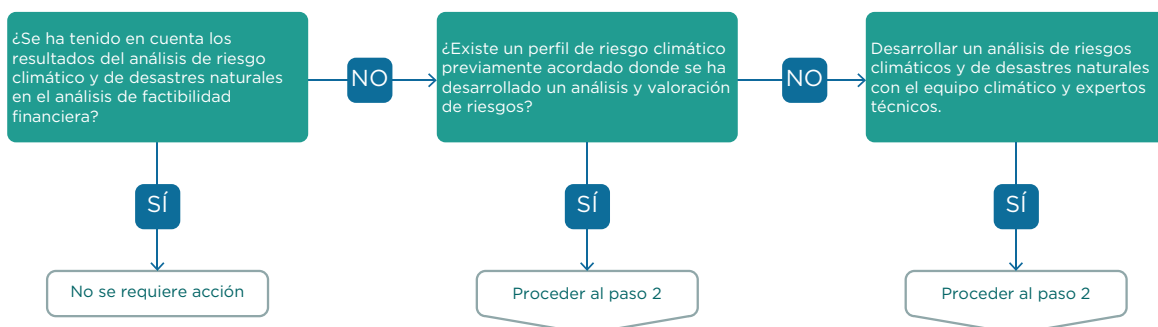 ¿Se ha tenido en cuenta los
resultados del análisis de riesgo
climático y de desastres naturales
en el análisis de factibilidad
financiera?
NO
¿Existe un perfil de riesgo climático
previamente acordado donde se ha
desarrollado un análisis y valoración
de riesgos?
NO
Desarrollar un análisis de riesgos
climáticos y de desastres naturales
con el equipo climático y expertos
técnicos.
SÍ
SÍ
SÍ
No se requiere acción
Proceder al paso 2
Proceder al paso 2